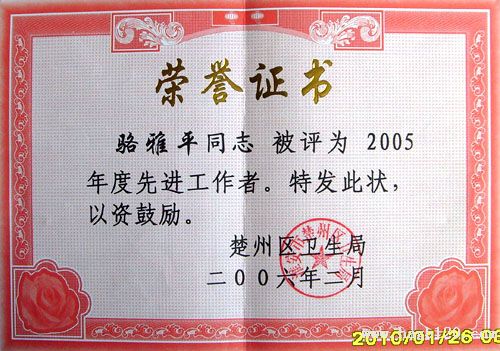 荣誉证书
骆雅平同志 被评为 2005
年度先进工作者。特发此状，
以资鼓励。
楚州区卫生局
二〇〇六年二月
2010/01/26